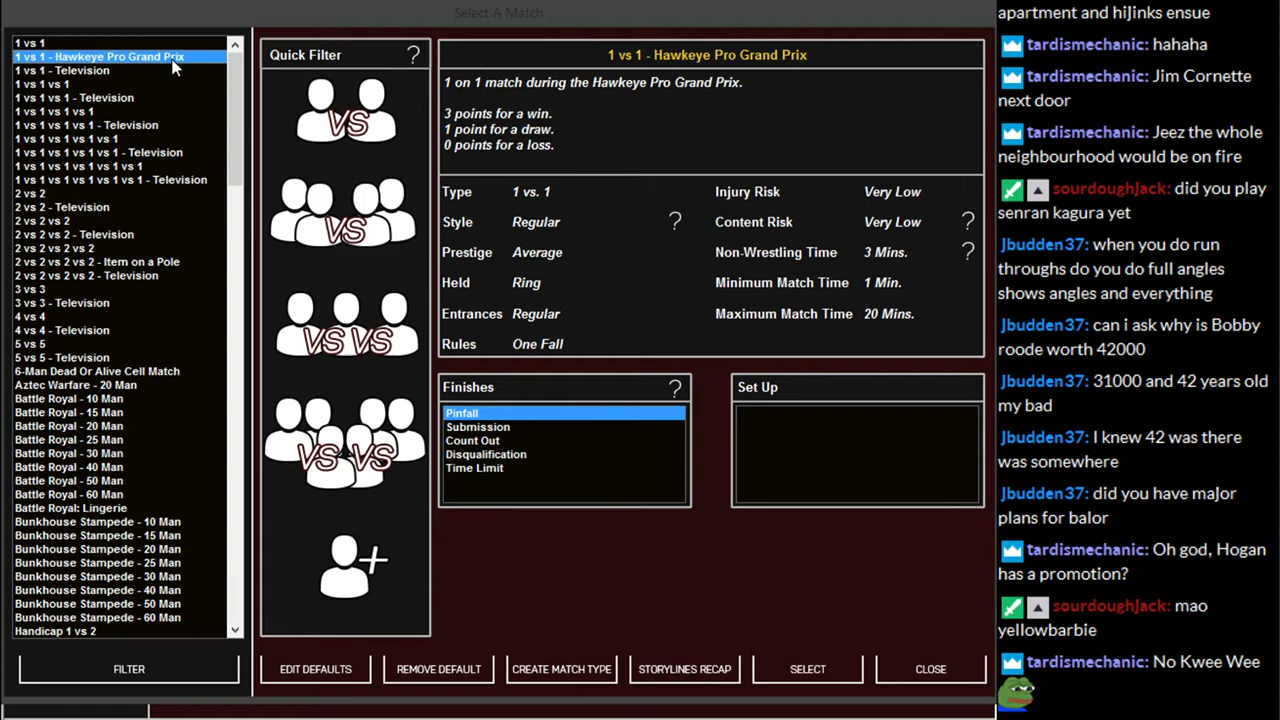 Select A Match
1 vs 1
1 vs 1 - Hawkeye Pro Grand Prix
1 vs 1 - Television
1 vs 1 vs 1
1 vs 1 vs 1 - Television
1 vs 1 vs 1 vs 1
1 vs 1 vs 1 vs 1 - Television
1 vs 1 vs 1 vs 1 vs 1
1 vs 1 vs 1 vs 1 vs 1 - Television
1 vs 1 vs 1 vs 1 vs 1 vs 1
1 vs 1 vs 1 vs 1 vs 1 vs 1 - Television
2 vs 2
2 vs 2 - Television
2 vs 2 vs 2
2 vs 2 vs 2 - Television
2 vs 2 vs 2 vs 2
2 vs 2 vs 2 vs 2 - Item on a Pole
2 vs 2 vs 2 vs 2 - Television
3 vs 3
3 vs 3 - Television
4 vs 4
4 vs 4 - Television
5 vs 5
5 vs 5 - Television
6-Man Dead Or Alive Cell Match
Aztec Warfare - 20 Man
Battle Royal - 10 Man
Battle Royal - 15 Man
Battle Royal - 20 Man
Battle Royal - 25 Man
Battle Royal - 30 Man
Battle Royal - 40 Man
Battle Royal - 50 Man
Battle Royal - 60 Man
Battle Royal: Lingerie
Bunkhouse Stampede - 10 Man
Bunkhouse Stampede - 15 Man
Bunkhouse Stampede - 20 Man
Bunkhouse Stampede - 25 Man
Bunkhouse Stampede - 30 Man
Bunkhouse Stampede - 40 Man
Bunkhouse Stampede - 50 Man
Bunkhouse Stampede - 60 Man
Handicap 1 vs 2
FILTER
Quick Filter ?
VS
VS
VS VS
VS VS
+
1 vs 1 - Hawkeye Pro Grand Prix
1 on 1 match during the Hawkeye Pro Grand Prix.
3 points for a win.
1 point for a draw.
0 points for a loss.
Type 1 vs. 1 Injury Risk Very Low
Style Regular ? Content Risk Very Low ?
Prestige Average Non-Wrestling Time 3 Mins. ?
Held Ring Minimum Match Time 1 Min.
Entrances Regular Maximum Match Time 20 Mins.
Rules One Fall
Finishes ?
Pinfall
Submission
Count Out
Disqualification
Time Limit
Set Up
EDIT DEFAULTS REMOVE DEFAULT CREATE MATCH TYPE STORYLINES RECAP SELECT CLOSE
apartment and hijinks ensue
tardismechanic: hahaha
tardismechanic: Jim Cornette
next door
tardismechanic: Jeez the whole
neighbourhood would be on fire
sourdoughjack: did you play
senran kagura yet
Jbudden37: when you do run
throughs do you do full angles
shows angles and everything
Jbudden37: can i ask why is Bobby
roode worth 42000
Jbudden37: 31000 and 42 years old
my bad
Jbudden37: I knew 42 was there
was somewhere
Jbudden37: did you have major
plans for balor
tardismechanic: Oh god, Hogan
has a promotion?
sourdoughjack: mao
yellowbarbie
tardismechanic: No Kwee Wee